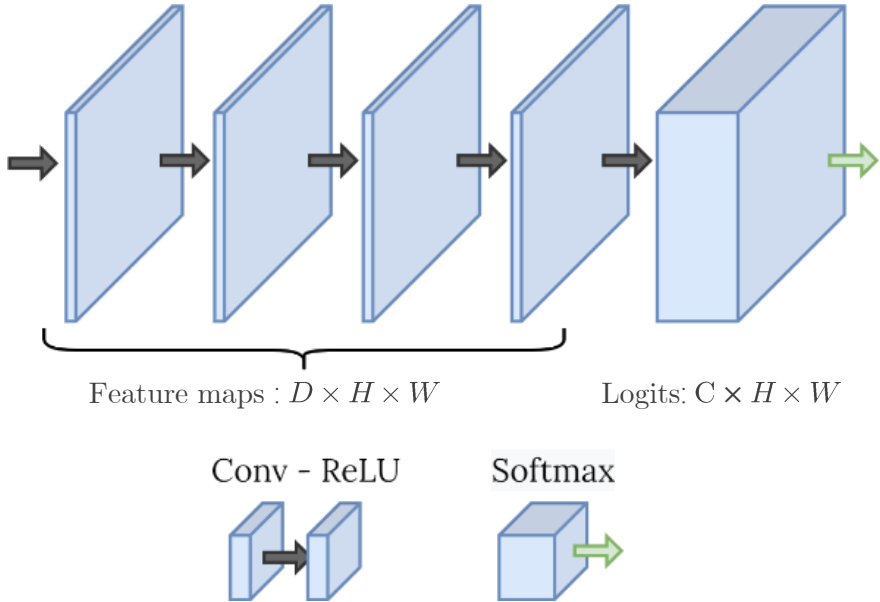 Feature maps : D × H × W
Logits: C × H × W
Conv - ReLU
Softmax